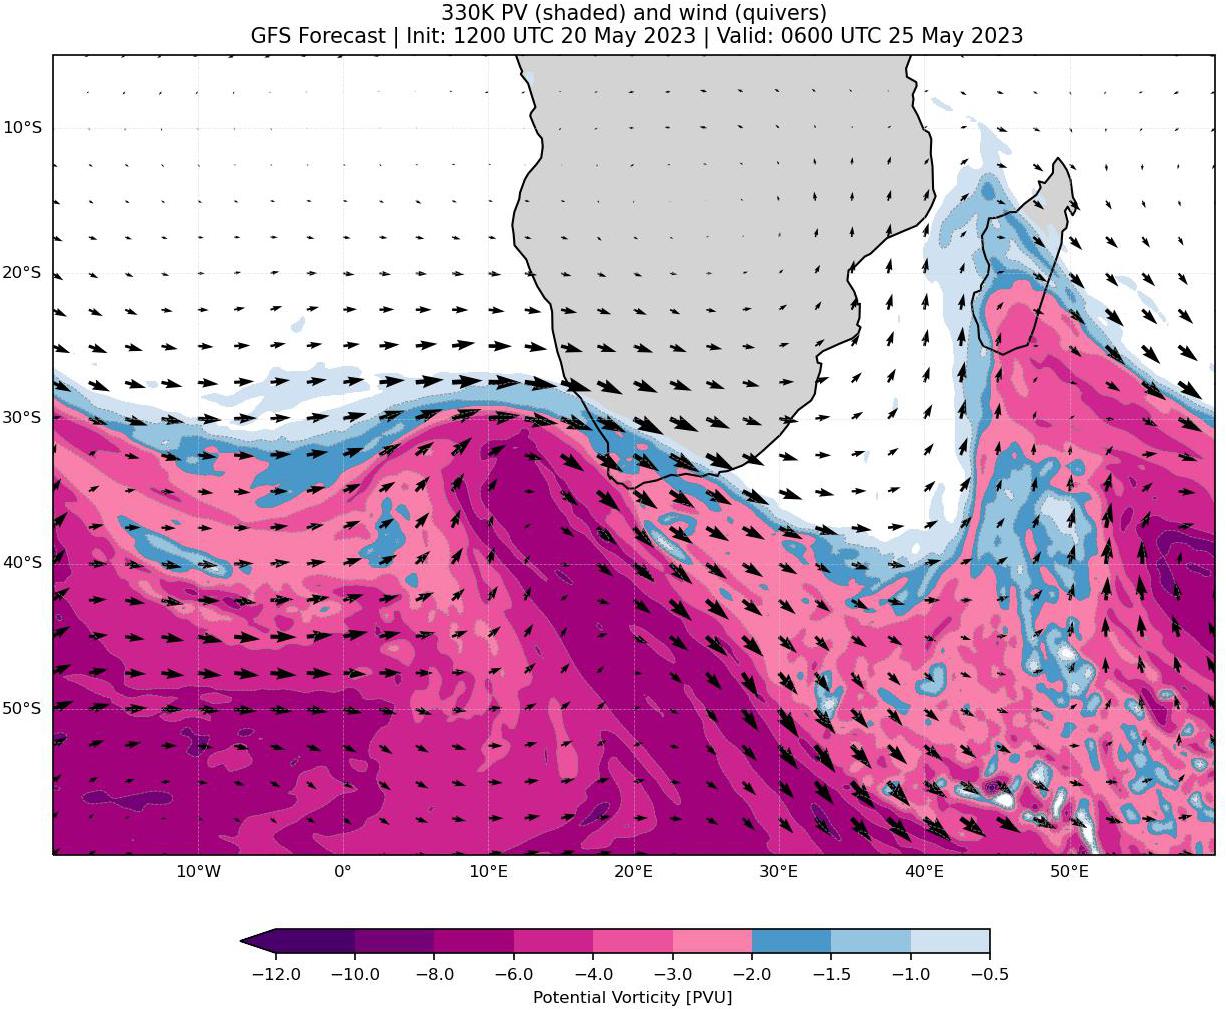 330K PV (shaded) and wind (quivers)
GFS Forecast | Init: 1200 UTC 20 May 2023 | Valid: 0600 UTC 25 May 2023
10°S
20°S
30°S
40°S
50°S
10°W 0° 10°E 20°E 30°E 40°E 50°E
−12.0 −10.0 −8.0 −6.0 −4.0 −3.0 −2.0 −1.5 −1.0 −0.5
Potential Vorticity [PVU]